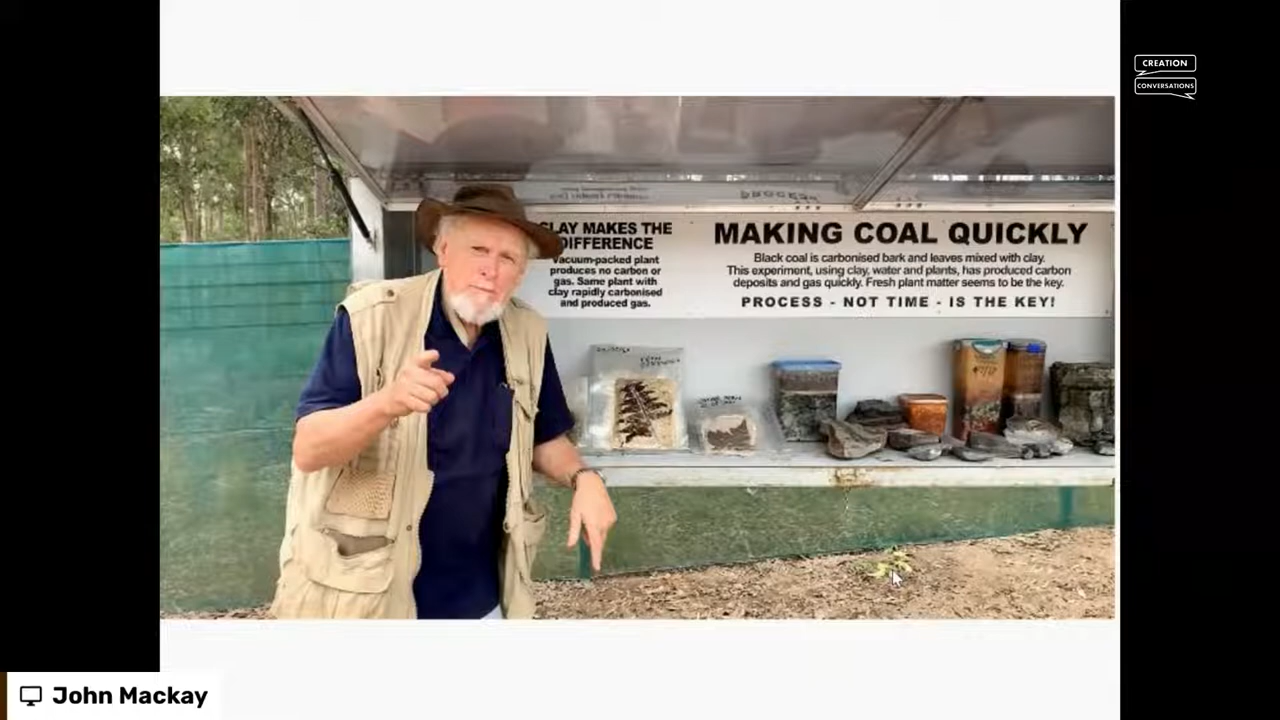 CREATION
CONVERSATIONS
CLAY MAKES THE
DIFFERENCE
Vacuum-packed plant
produces no carbon or
gas. Same plant with
clay rapidly carbonised
and produced gas.
MAKING COAL QUICKLY
Black coal is carbonised bark and leaves mixed with clay.
This experiment, using clay, water and plants, has produced carbon
deposits and gas quickly. Fresh plant matter seems to be the key.
PROCESS - NOT TIME - IS THE KEY!
John Mackay